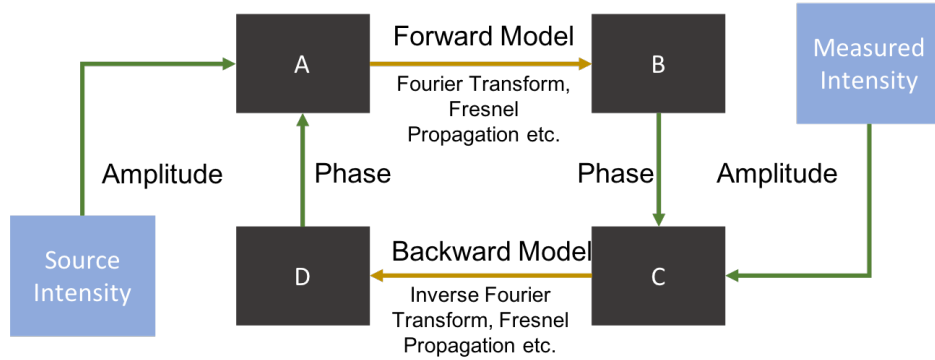 A
Forward Model
Fourier Transform,
Fresnel
Propagation etc.
B
Measured
Intensity
Amplitude
Phase
Phase
Amplitude
Source
Intensity
D
Backward Model
Inverse Fourier
Transform, Fresnel
Propagation etc.
C